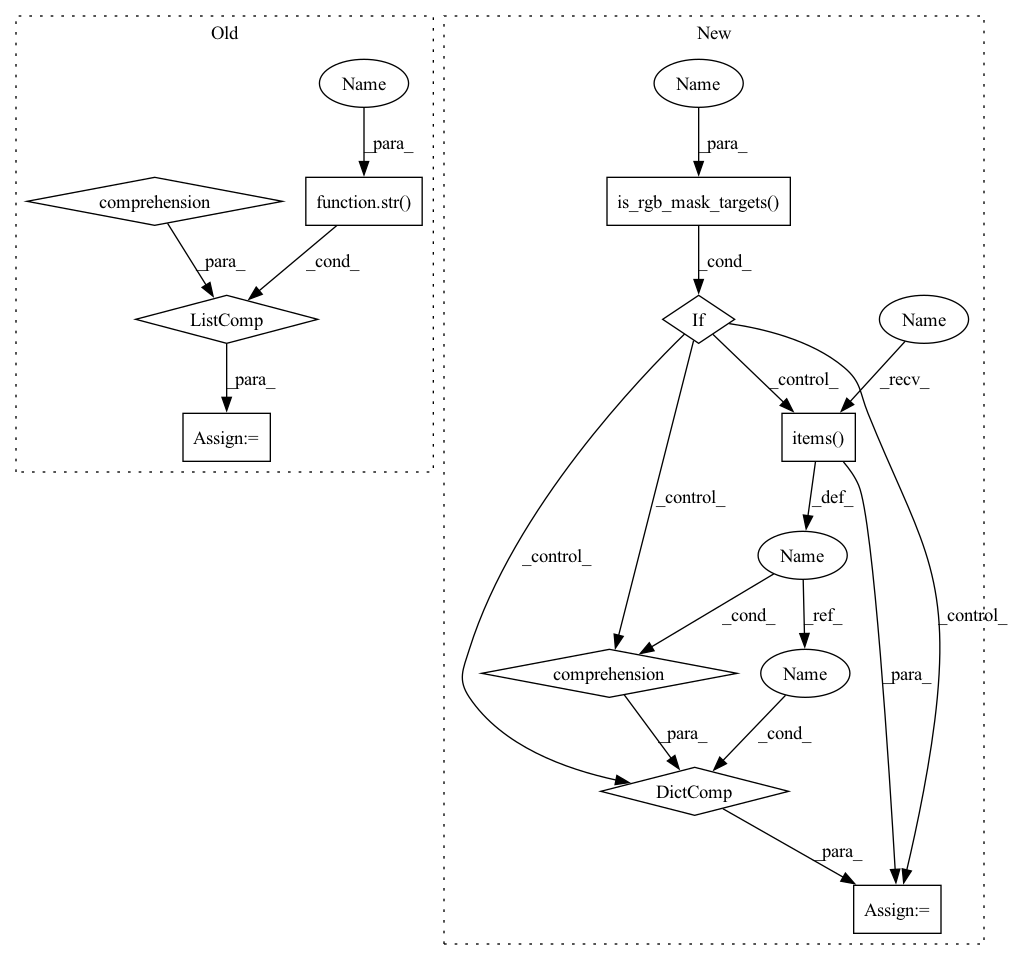 Old
New
Name
Name
_para_
_para_
comprehension
function.str()
is_rgb_mask_targets()
_para_
_cond_
_cond_
ListComp
If
Name
_para_
_control_
_recv_
Assign:=
items()
_control_
_def_
_control_
Name
_cond_
_ref_
_control_
comprehension
Name
_para_
_para_
_cond_
DictComp
_para_
Assign:=